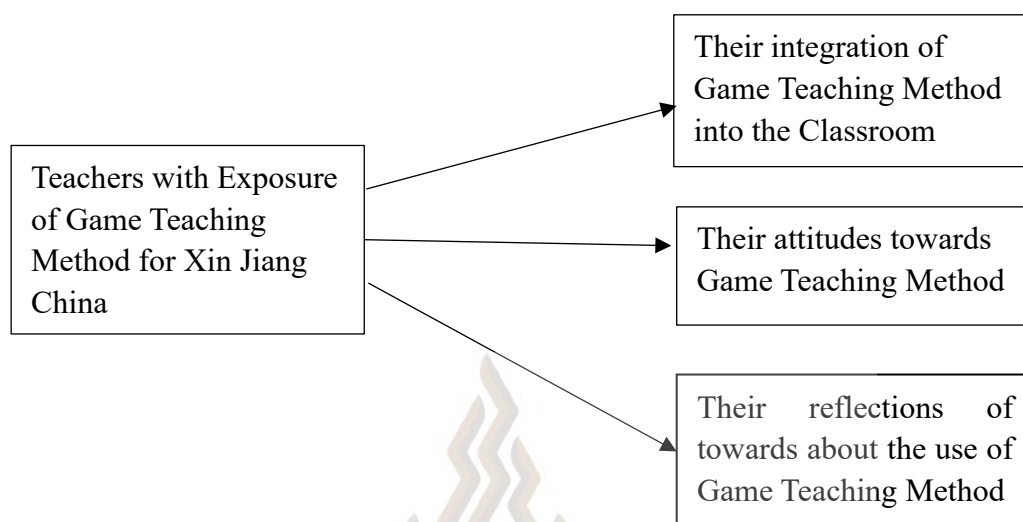 Teachers with Exposure
of Game Teaching
Method for Xin Jiang
China
Their integration of
Game Teaching Method
into the Classroom
Their attitudes towards
Game Teaching Method
Their reflections of
towards about the use of
Game Teaching Method